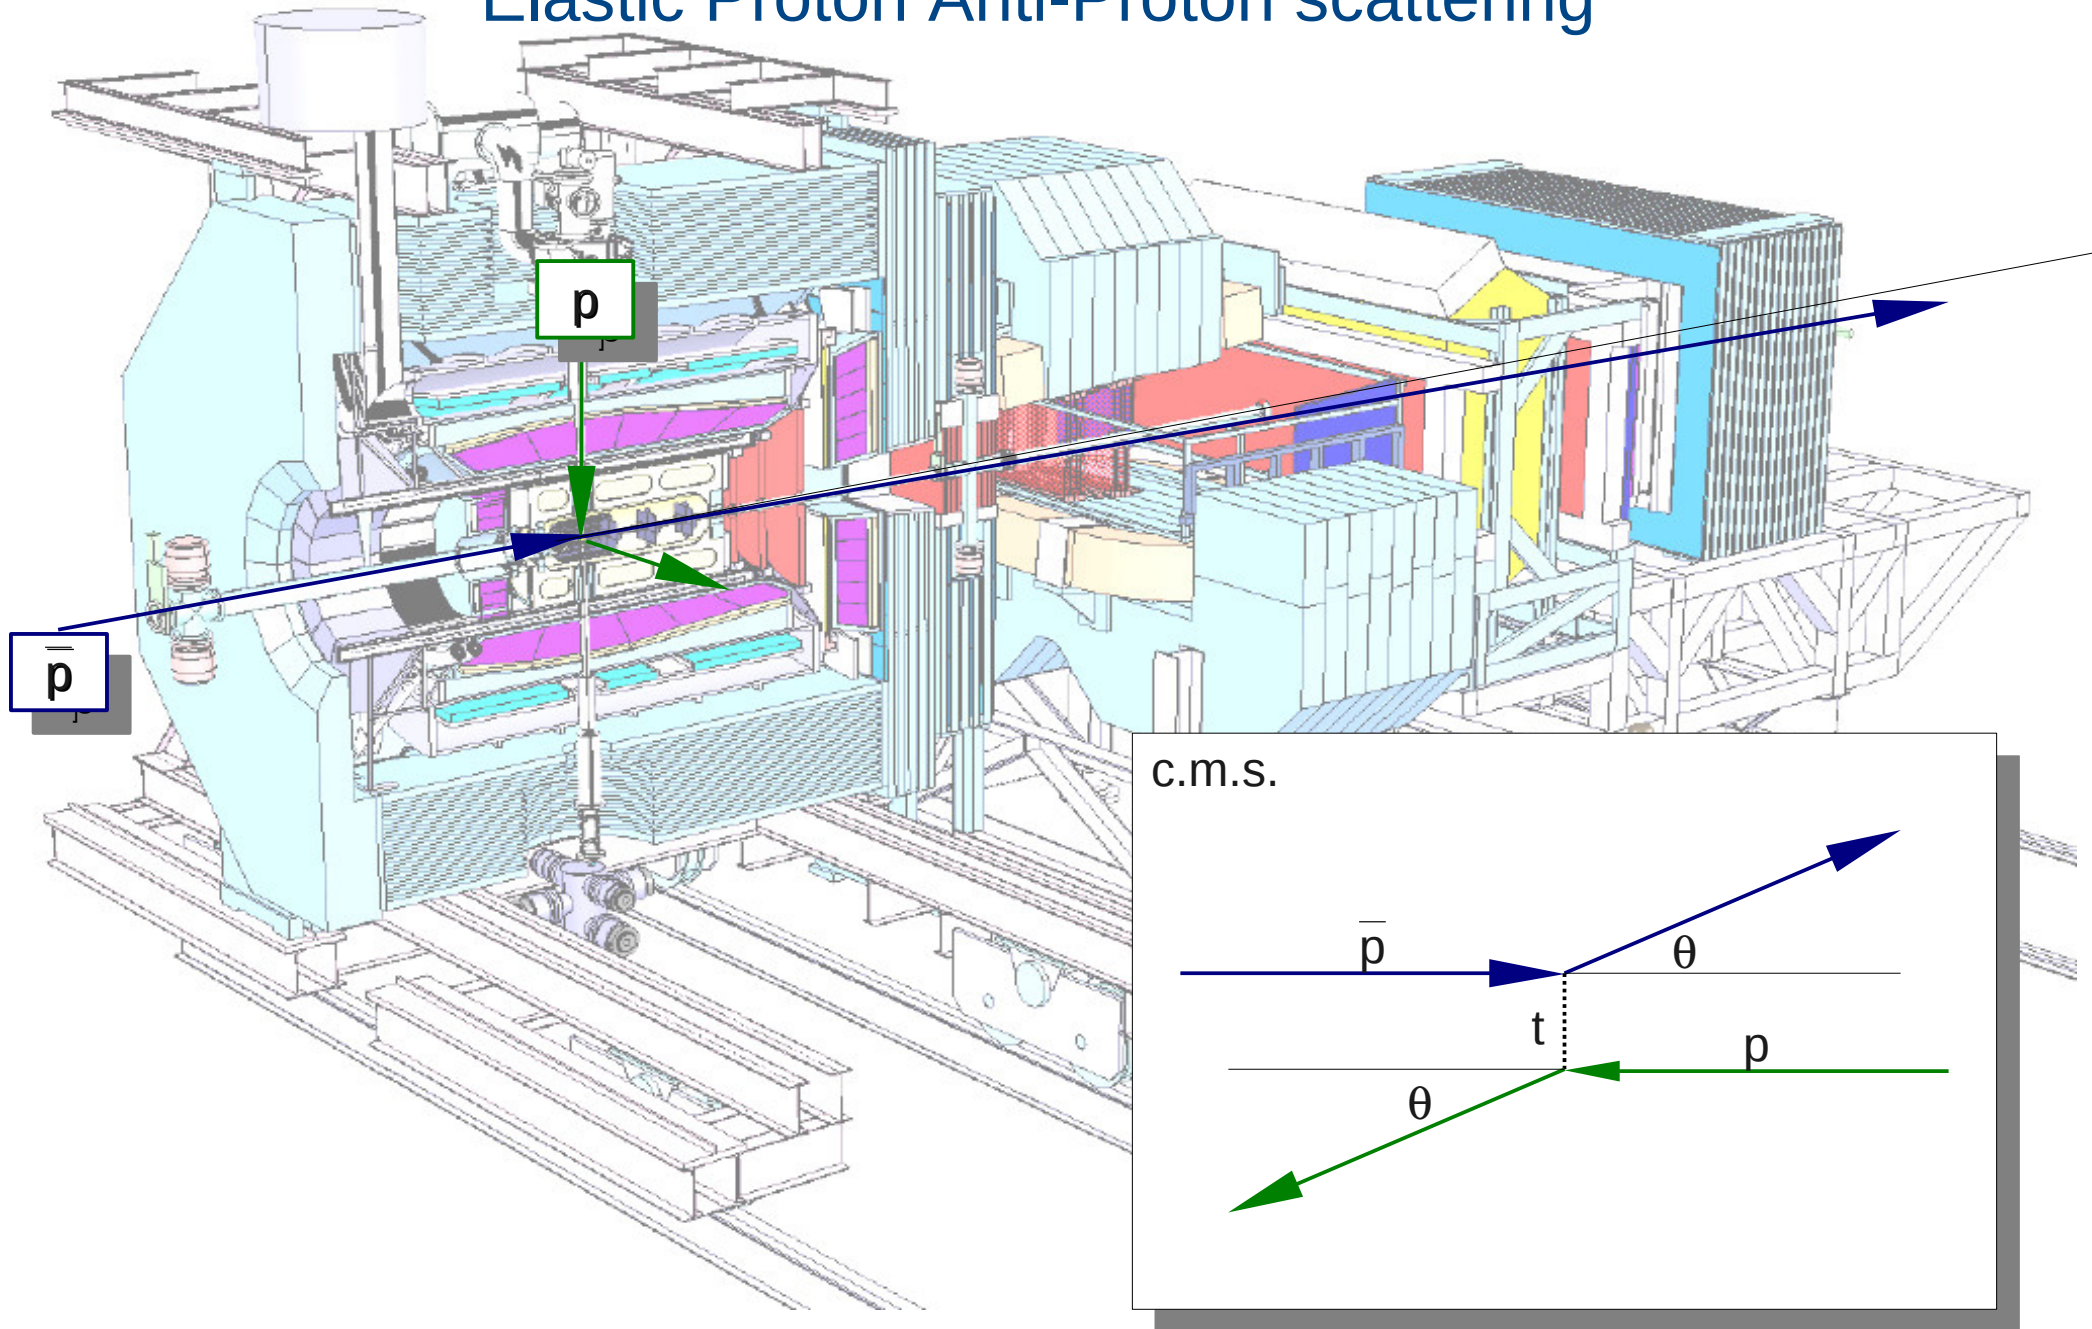 Elastic Proton Anti-Proton scattering
p
p̅
c.m.s.
p̅
θ
t
p
θ